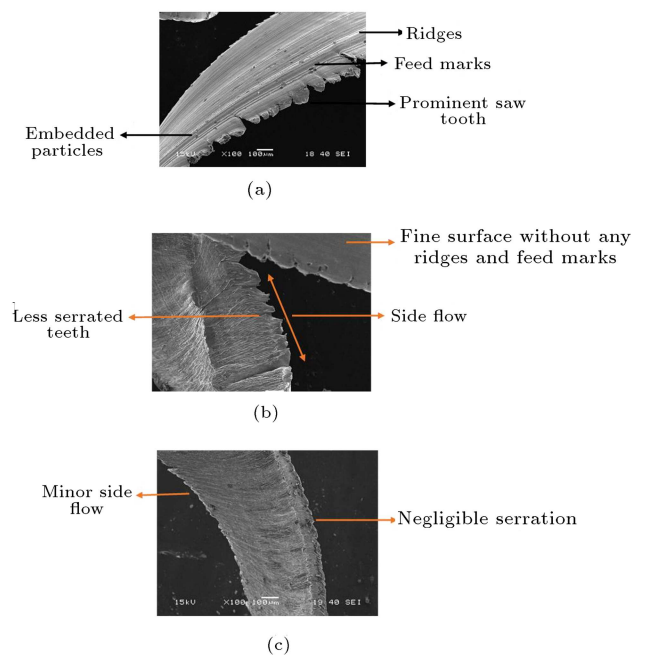 Ridges
Feed marks
Prominent saw
tooth
Embedded
particles
15kV X100 100μm 18 40 SEI
(a)
Fine surface without any
ridges and feed marks
Less serrated
teeth
Side flow
(b)
Minor side
flow
Negligible serration
15kV X100 100μm 19 40 SEI
(c)